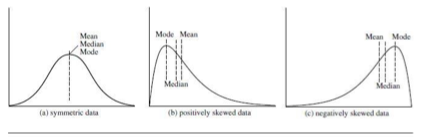 Mean
Median
Mode
(a) symmetric data
Mode Mean
Median
(b) positively skewed data
Mean Mode
Median
(c) negatively skewed data